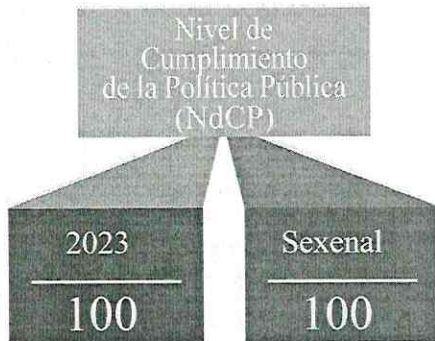 Nivel de
Cumplimiento
de la Política Pública
(NdCP)
2023
100
Sexenal
100